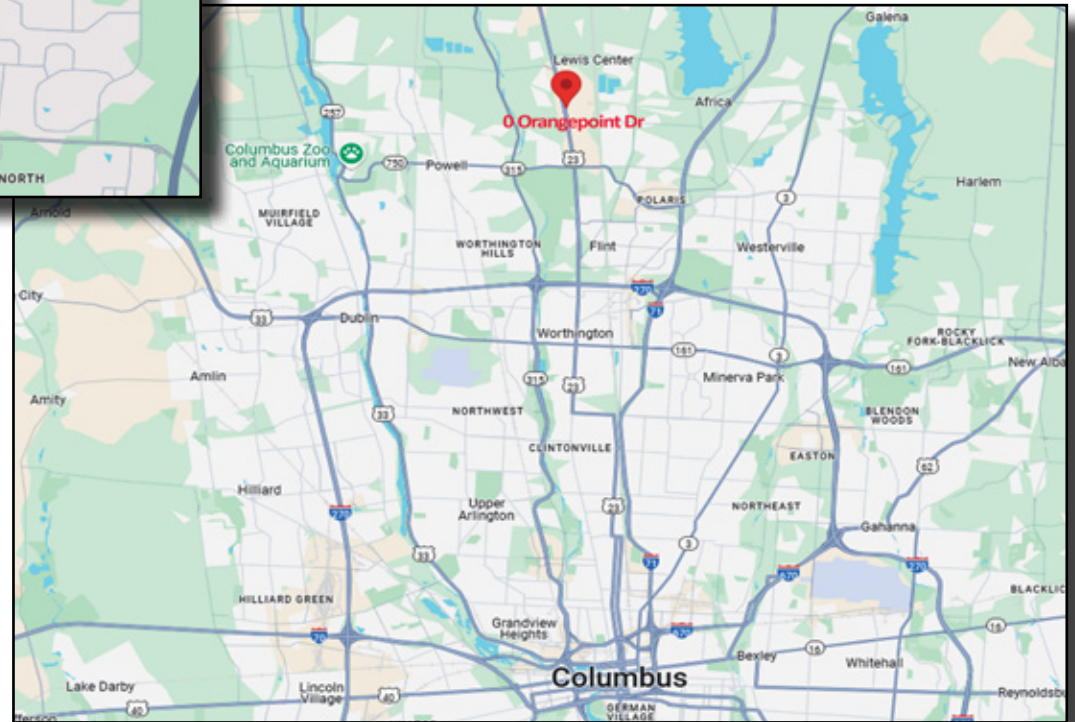 NORTH
Galena
Lewis Center
Africa
0 Orangepoint Dr
257
Columbus Zoo
and Aquarium
750
Powell
315
23
Harlem
POLARIS
3
Arnold
MUIRFIELD
VILLAGE
WORTHINGTON
HILLS
Flint
Westerville
City
270
71
33
Dublin
Worthington
ROCKY
FORK-BLACKLICK
161
3
161
New Alba
Amlin
315
23
Minerva Park
Amity
33
NORTHWEST
BLENDON
WOODS
CLINTONVILLE
EASTON
62
Hilliard
270
Upper
Arlington
23
NORTHEAST
Gahanna
33
71
3
670
270
HILLIARD GREEN
BLACKLIC
70
Grandview
Heights
670
16
16
Bexley
Whitehall
Columbus
Lake Darby
Lincoln
Village
40
Reynoldsb
40
fferson
GERMAN
VILLAGE